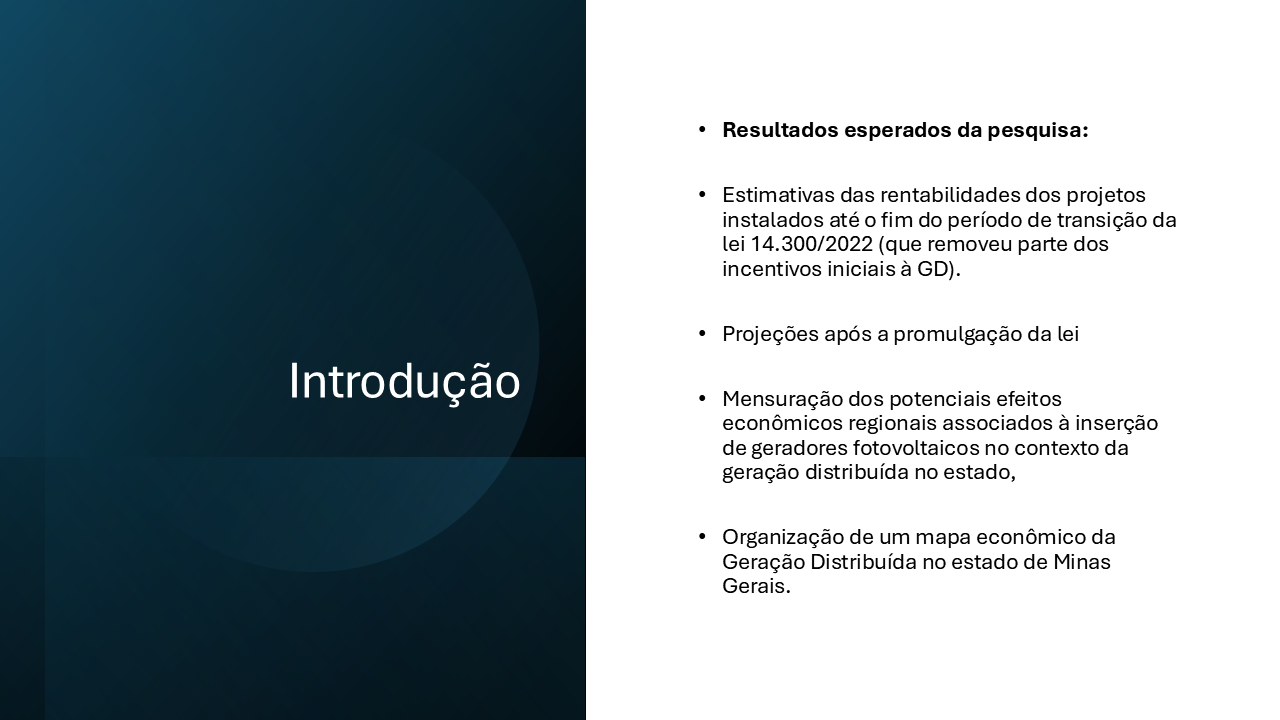 Introdução
• Resultados esperados da pesquisa:
• Estimativas das rentabilidades dos projetos
instalados até o fim do período de transição da
lei 14.300/2022 (que removeu parte dos
incentivos iniciais à GD).
• Projeções após a promulgação da lei
• Mensuração dos potenciais efeitos
econômicos regionais associados à inserção
de geradores fotovoltaicos no contexto da
geração distribuída no estado,
• Organização de um mapa econômico da
Geração Distribuída no estado de Minas
Gerais.